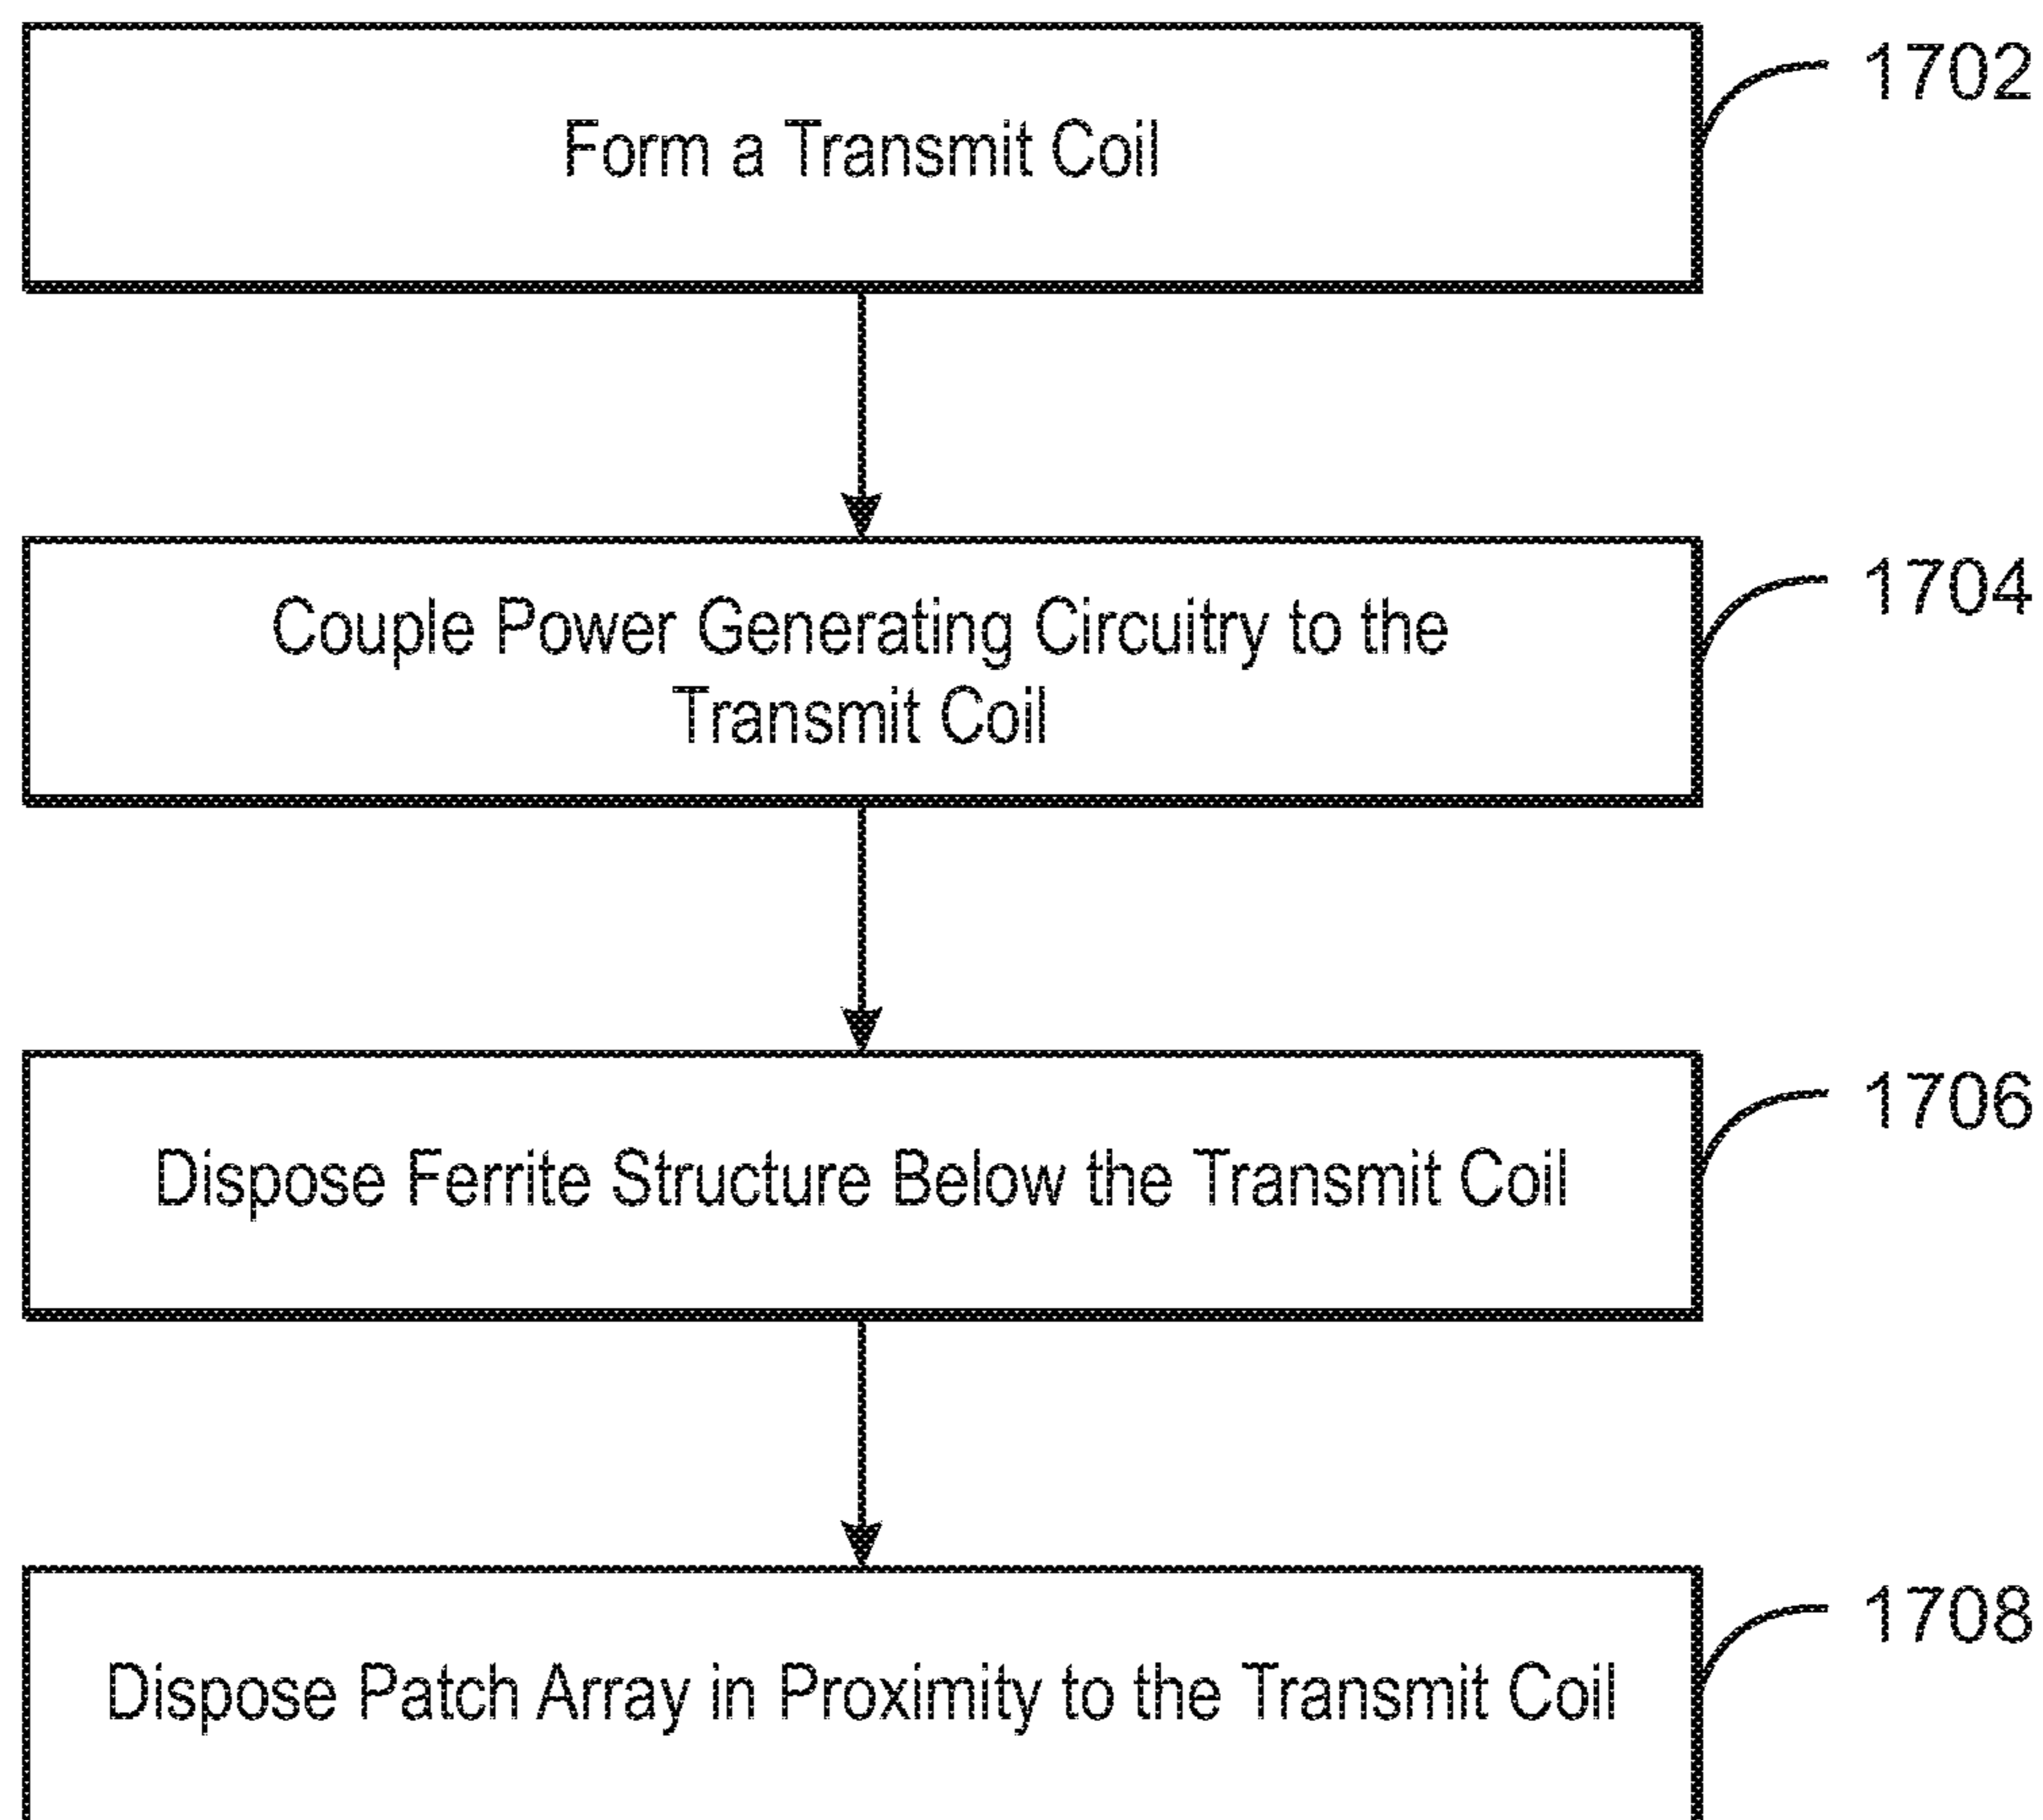 1702
Form a Transmit Coil
1704
Couple Power Generating Circuitry to the
Transmit Coil
1706
Dispose Ferrite Structure Below the Transmit Coil
1708
Dispose Patch Array in Proximity to the Transmit Coil